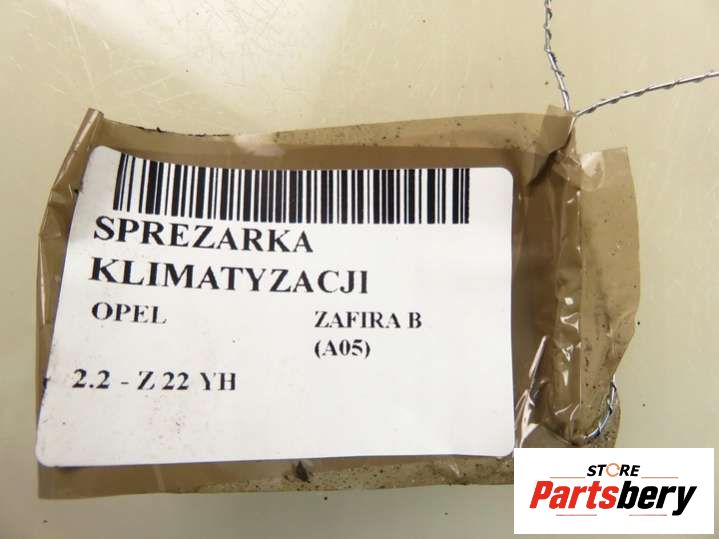 SPREZARKA
KLIMATYZACJI
OPEL ZAFIRA B
(A05)
2.2 - Z 22 YH
STORE
Partsbery